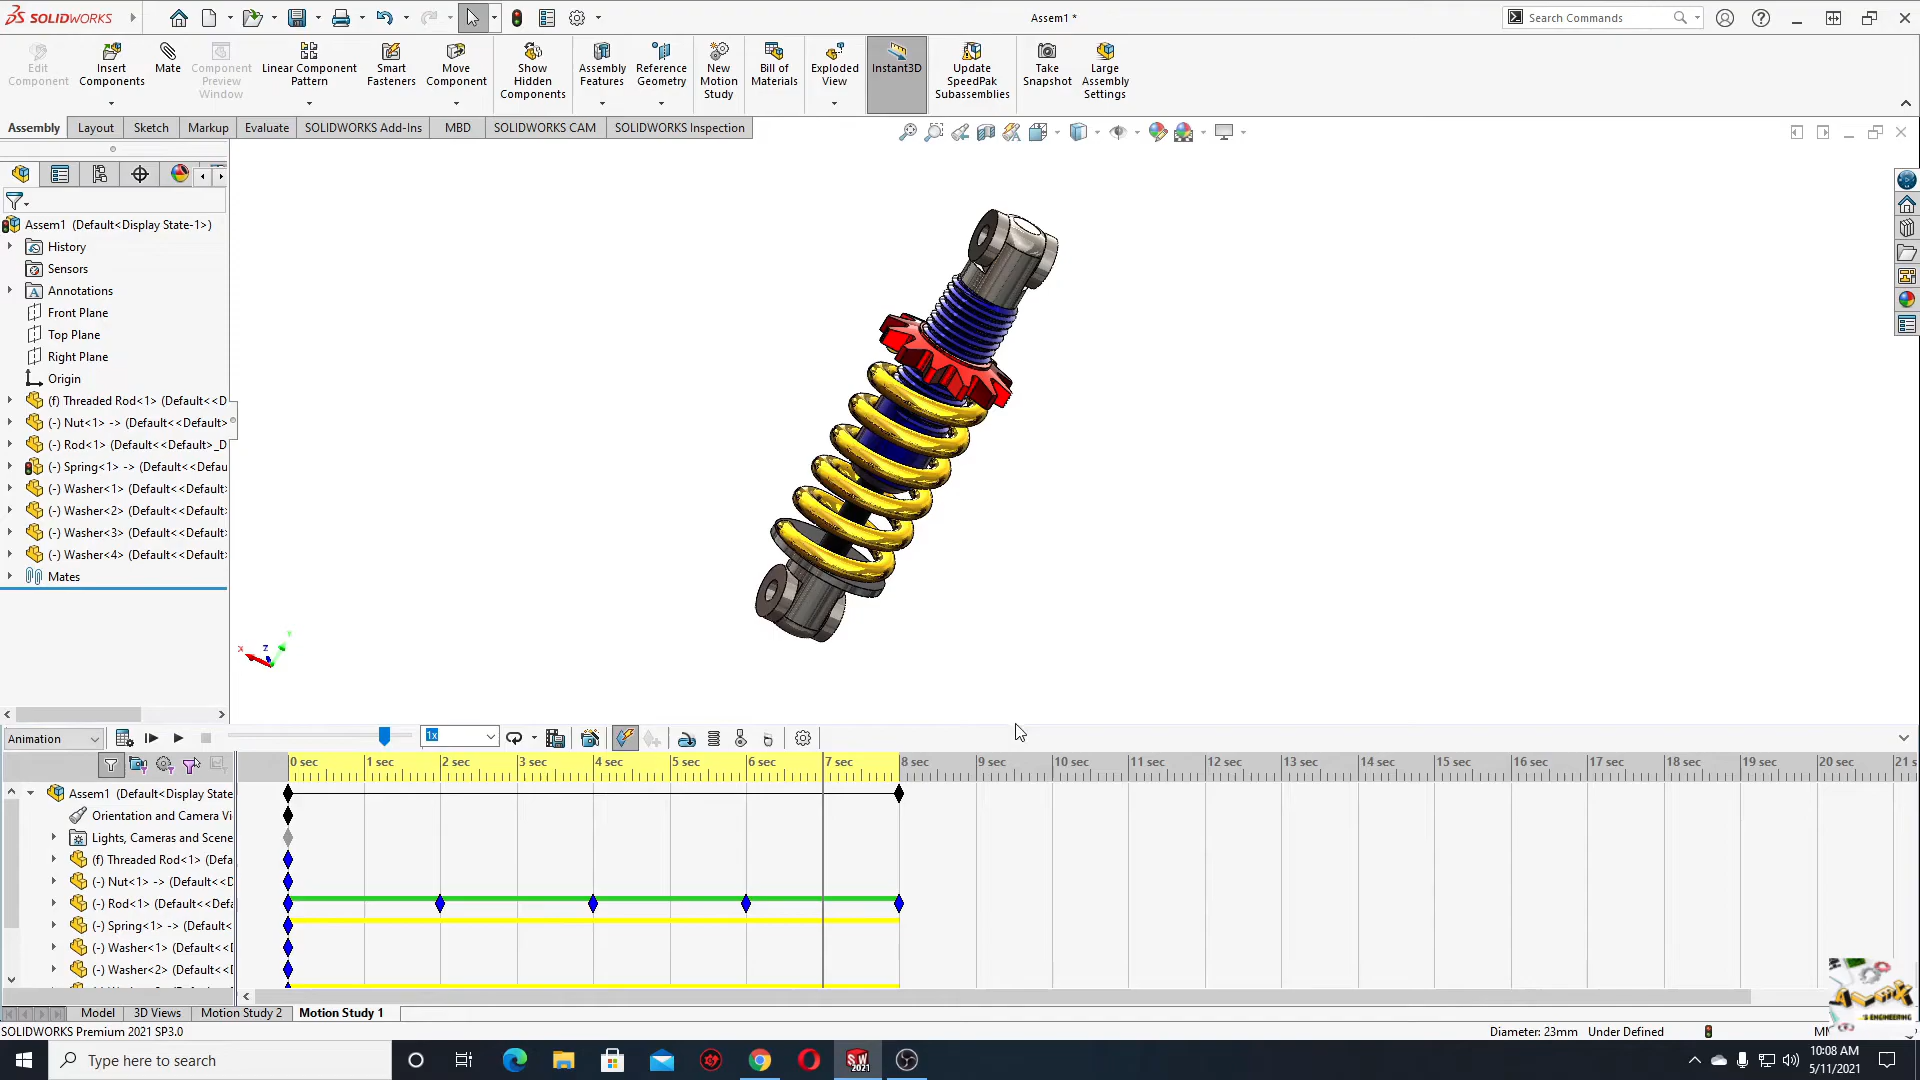 SOLIDWORKS
Assem1 *
Search Commands
Edit Component
Insert Components
Mate
Component Preview Window
Linear Component Pattern
Smart Fasteners
Move Component
Show Hidden Components
Assembly Features
Reference Geometry
New Motion Study
Bill of Materials
Exploded View
Instant3D
Update SpeedPak Subassemblies
Take Snapshot
Large Assembly Settings
Assembly
Layout
Sketch
Markup
Evaluate
SOLIDWORKS Add-Ins
MBD
SOLIDWORKS CAM
SOLIDWORKS Inspection
Assem1 (Default<Display State-1>)
History
Sensors
Annotations
Front Plane
Top Plane
Right Plane
Origin
(f) Threaded Rod<1> (Default<<D
(-) Nut<1> -> (Default<<Default>
(-) Rod<1> (Default<<Default>_D
(-) Spring<1> -> (Default<<Defau
(-) Washer<1> (Default<<Default>
(-) Washer<2> (Default<<Default>
(-) Washer<3> (Default<<Default>
(-) Washer<4> (Default<<Default>
Mates
X Z Y
Animation
1x
0 sec 1 sec 2 sec 3 sec 4 sec 5 sec 6 sec 7 sec 8 sec 9 sec 10 sec 11 sec 12 sec 13 sec 14 sec 15 sec 16 sec 17 sec 18 sec 19 sec 20 sec 21 s
Assem1 (Default<Display State
Orientation and Camera Vi
Lights, Cameras and Scene
(f) Threaded Rod<1> (Defa
(-) Nut<1> -> (Default<<D
(-) Rod<1> (Default<<Defa
(-) Spring<1> -> (Default<
(-) Washer<1> (Default<<D
(-) Washer<2> (Default<<D
Model
3D Views
Motion Study 2
Motion Study 1
SOLIDWORKS Premium 2021 SP3.0
Diameter: 23mm
Under Defined
'S ENGINEERING
Type here to search
SW
2021
10:08 AM
5/11/2021